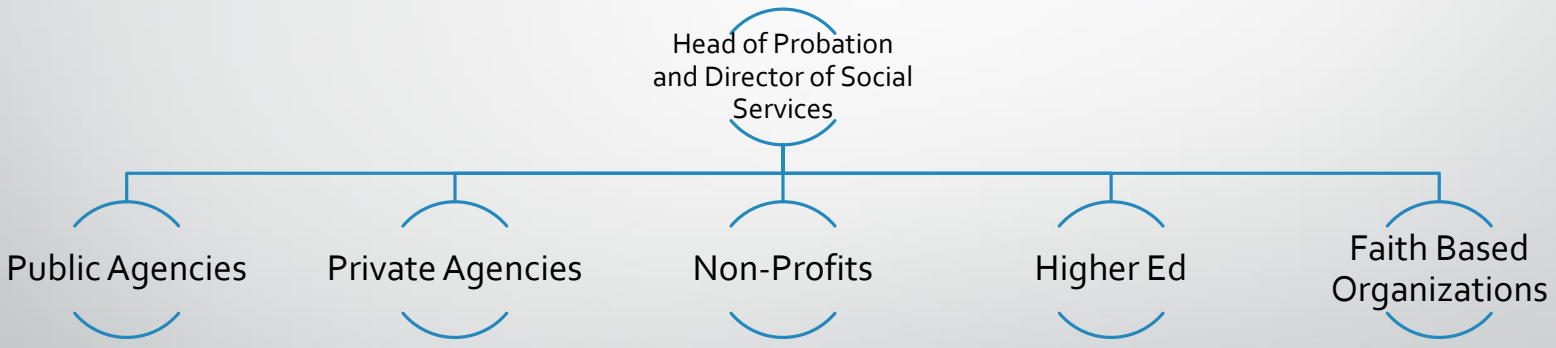 Head of Probation
and Director of Social
Services
Public Agencies
Private Agencies
Non-Profits
Higher Ed
Faith Based
Organizations